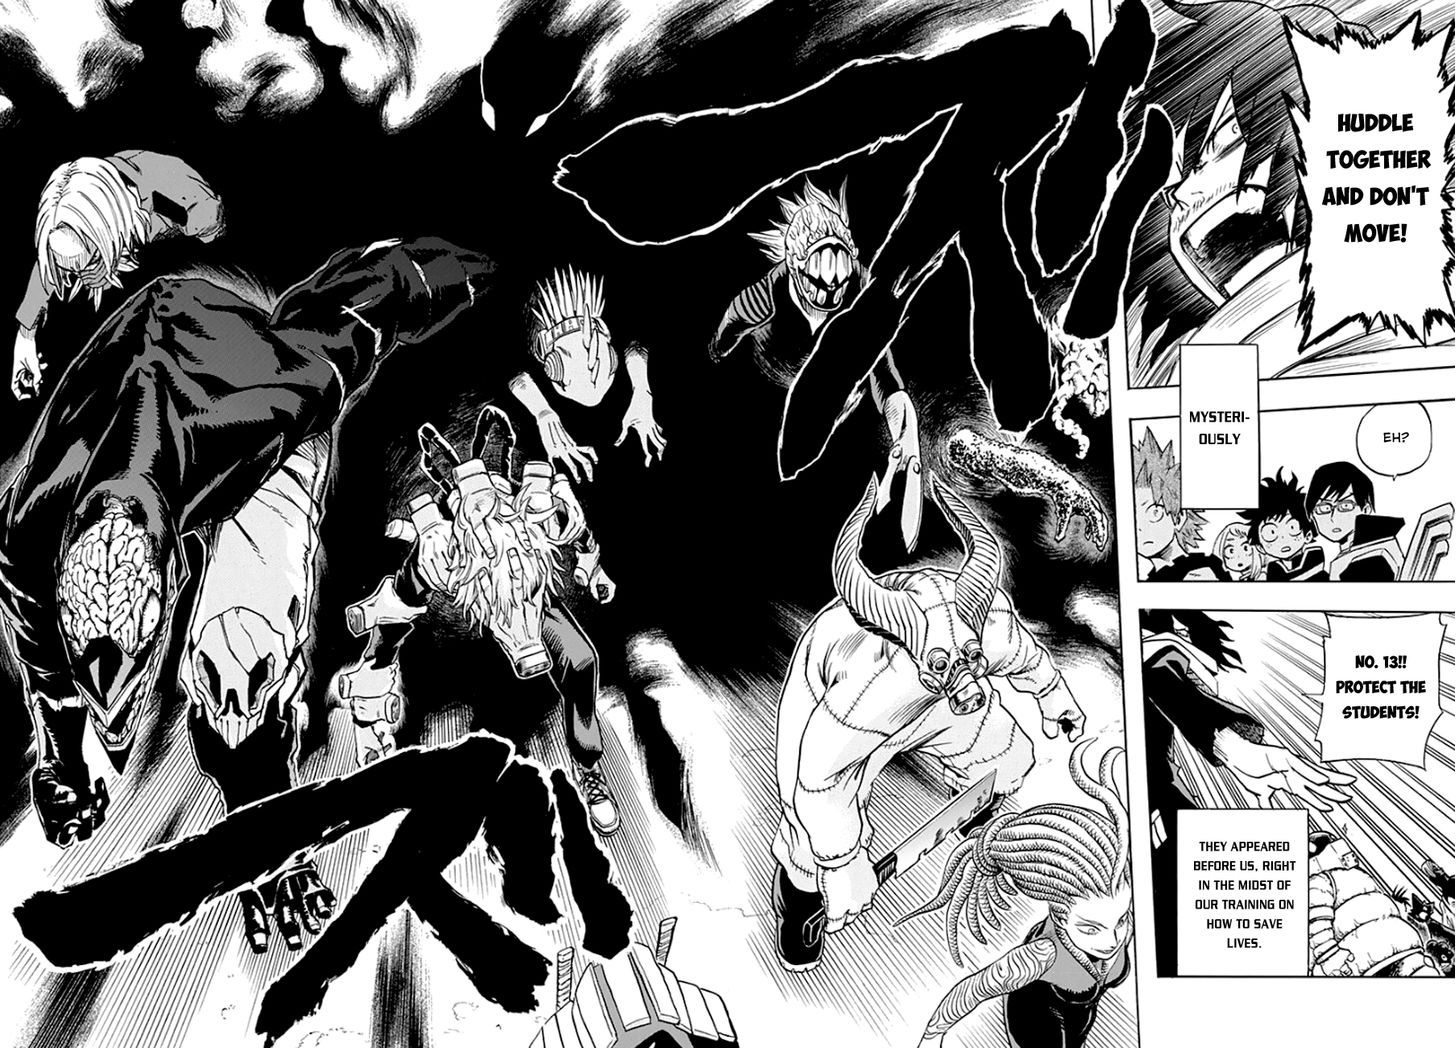 HUDDLE
TOGETHER
AND DON'T
MOVE!
MYSTERI-
OUSLY
EH?
NO. 13!!
PROTECT THE
STUDENTS!
THEY APPEARED
BEFORE US, RIGHT
IN THE MIDST OF
OUR TRAINING ON
HOW TO SAVE
LIVES.